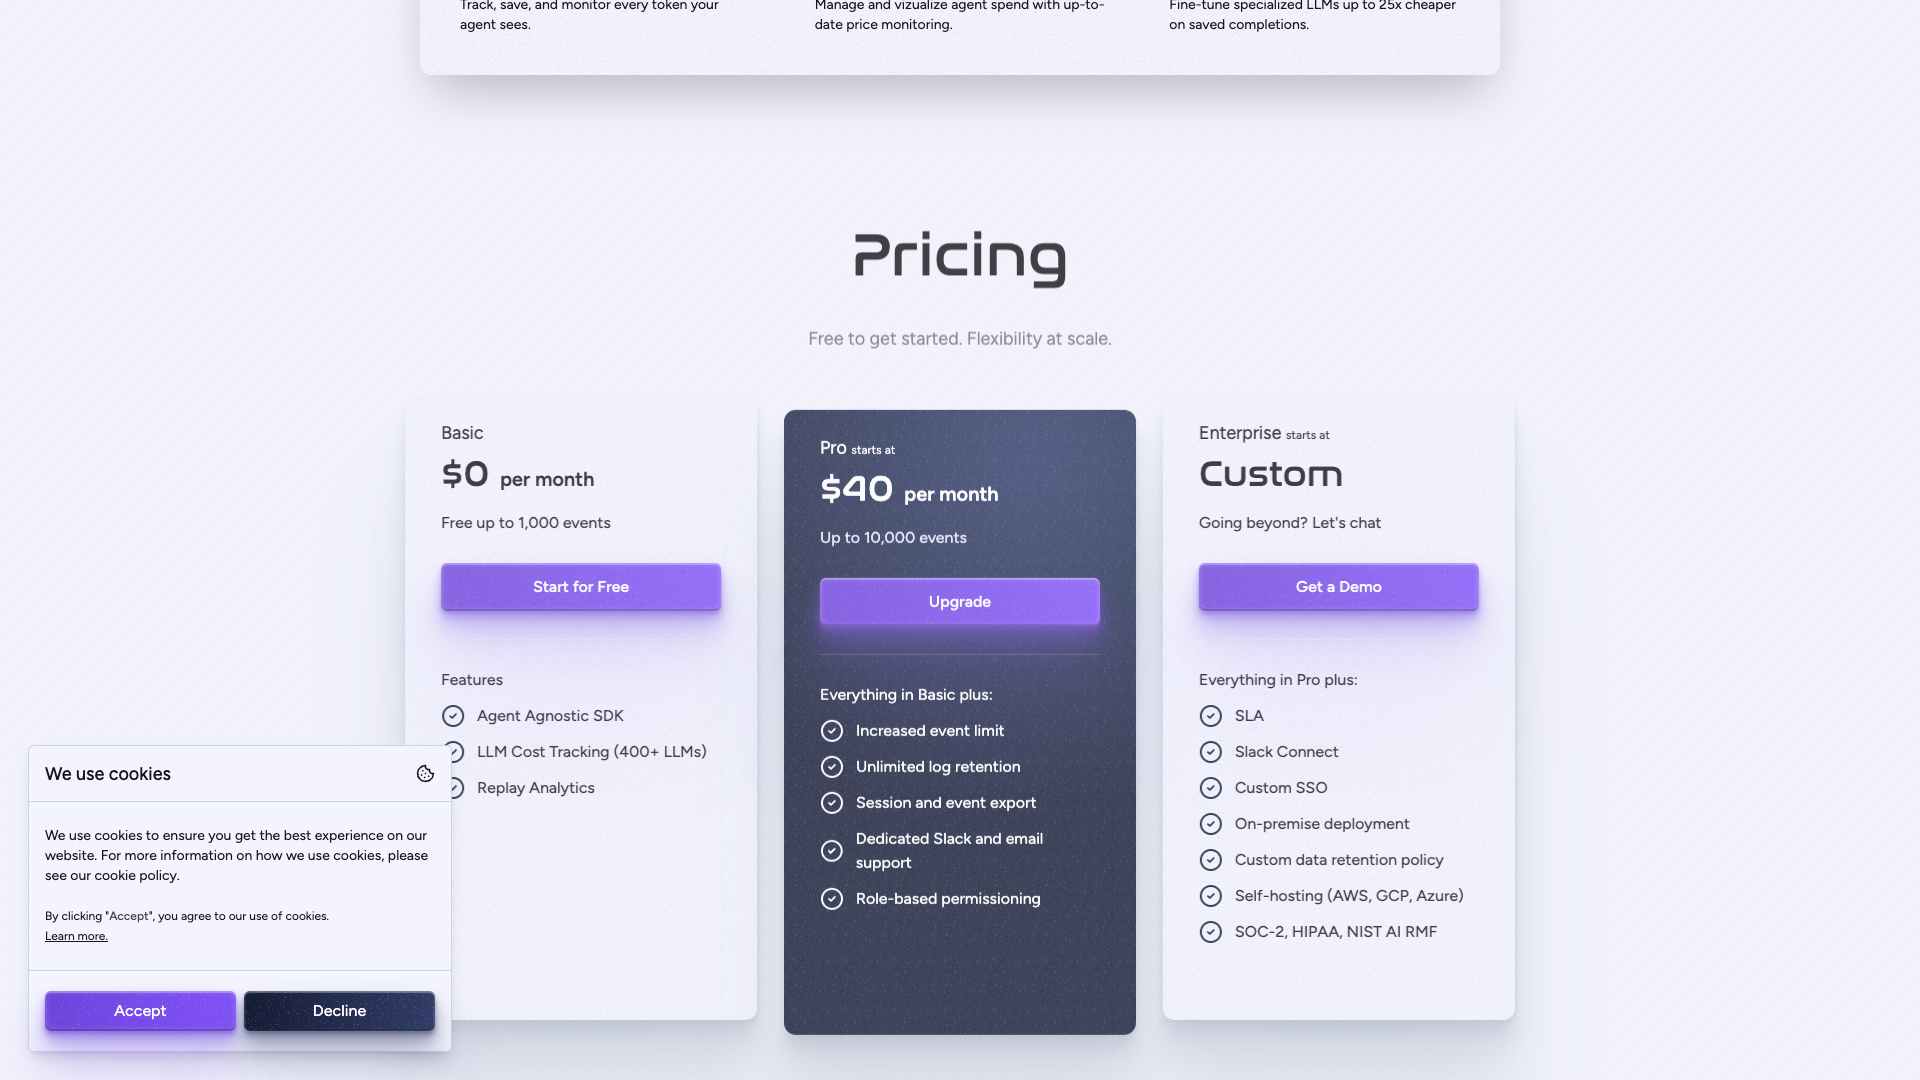 Track, save, and monitor every token your
agent sees.
Manage and vizualize agent spend with up-to-
date price monitoring.
Fine-tune specialized LLMs up to 25x cheaper
on saved completions.
Pricing
Free to get started. Flexibility at scale.
Basic
$0 per month
Free up to 1,000 events
Start for Free
Features
Agent Agnostic SDK
LLM Cost Tracking (400+ LLMs)
Replay Analytics
Pro starts at
$40 per month
Up to 10,000 events
Upgrade
Everything in Basic plus:
Increased event limit
Unlimited log retention
Session and event export
Dedicated Slack and email
support
Role-based permissioning
Enterprise starts at
Custom
Going beyond? Let's chat
Get a Demo
Everything in Pro plus:
SLA
Slack Connect
Custom SSO
On-premise deployment
Custom data retention policy
Self-hosting (AWS, GCP, Azure)
SOC-2, HIPAA, NIST AI RMF
We use cookies
We use cookies to ensure you get the best experience on our
website. For more information on how we use cookies, please
see our cookie policy.
By clicking "Accept", you agree to our use of cookies.
Learn more.
Accept
Decline